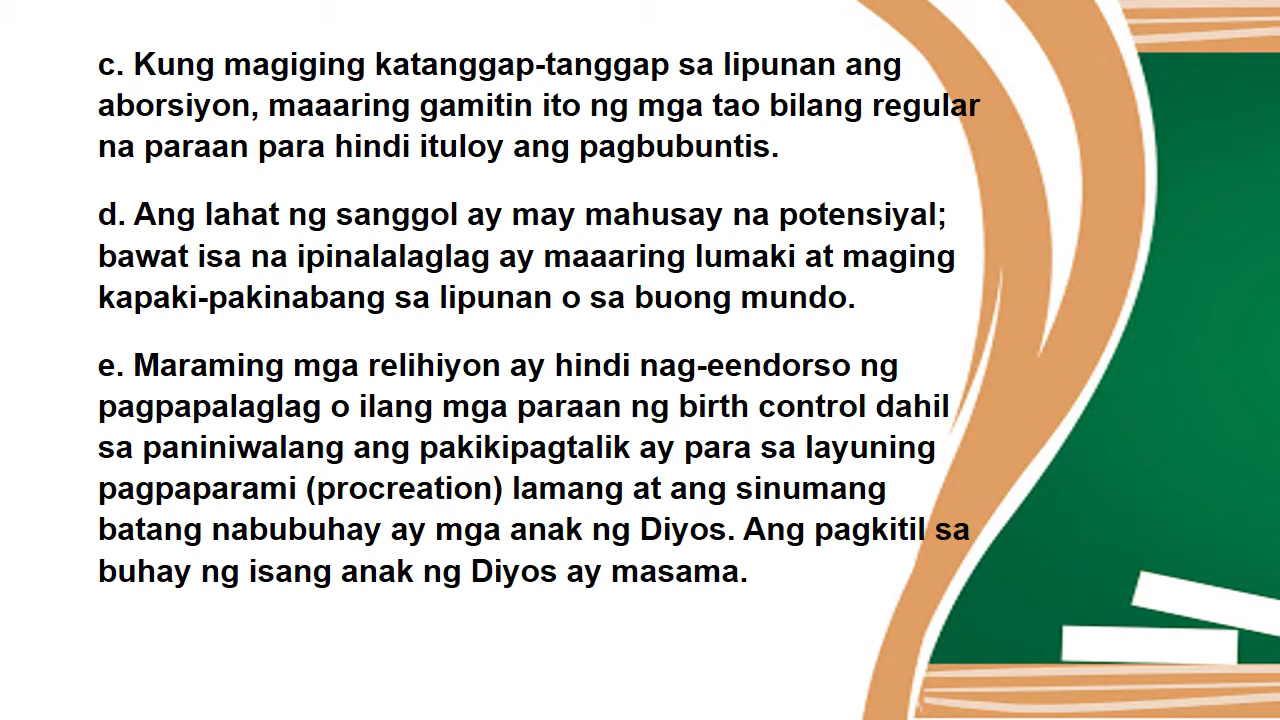 c. Kung magiging katanggap-tanggap sa lipunan ang
aborsiyon, maaaring gamitin ito ng mga tao bilang regular
na paraan para hindi ituloy ang pagbubuntis.
d. Ang lahat ng sanggol ay may mahusay na potensiyal;
bawat isa na ipinalalaglag ay maaaring lumaki at maging
kapaki-pakinabang sa lipunan o sa buong mundo.
e. Maraming mga relihiyon ay hindi nag-eendorso ng
pagpapalaglag o ilang mga paraan ng birth control dahil
sa paniniwalang ang pakikipagtalik ay para sa layuning
pagpaparami (procreation) lamang at ang sinumang
batang nabubuhay ay mga anak ng Diyos. Ang pagkitil sa
buhay ng isang anak ng Diyos ay masama.